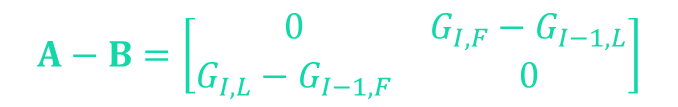 𝐀 − 𝐁 = [ 0 G_{I,F} − G_{I−1,L}
G_{I,L} − G_{I−1,F} 0 ]